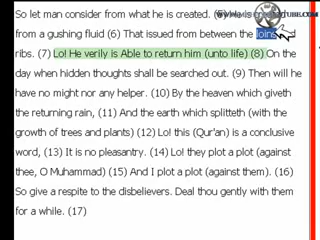 So let man consider from what he is created.
from a gushing fluid (6) That issued from between the loins
ribs. (7) Lo! He verily is Able to return him (unto life) (8) On the
day when hidden thoughts shall be searched out. (9) Then will he
have no might nor any helper. (10) By the heaven which giveth
the returning rain, (11) And the earth which splitteth (with the
growth of trees and plants) (12) Lo! this (Qur'an) is a conclusive
word, (13) It is no pleasantry. (14) Lo! they plot a plot (against
thee, O Muhammad) (15) And I plot a plot (against them). (16)
So give a respite to the disbelievers. Deal thou gently with them
for a while. (17)